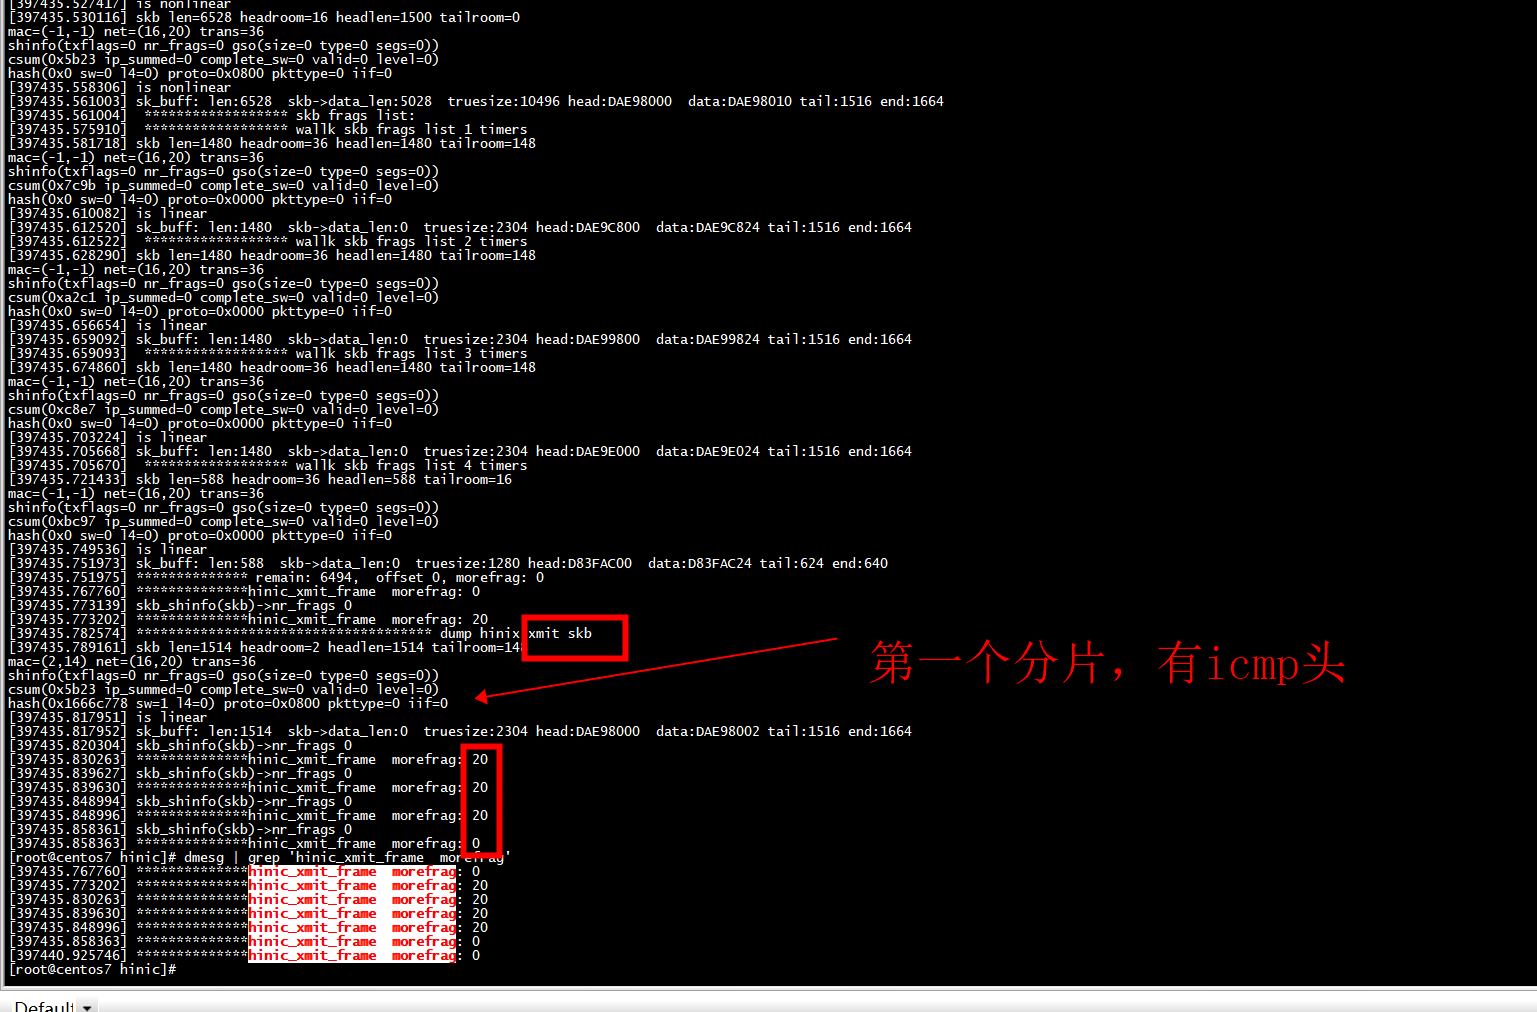 [397435.527417] is nonlinear
[397435.530116] skb len=6528 headroom=16 headlen=1500 tailroom=0
mac=(-1,-1) net=(16,20) trans=36
shinfo(txflags=0 nr_frags=0 gso(size=0 type=0 segs=0))
csum(0x5b23 ip_summed=0 complete_sw=0 valid=0 level=0)
hash(0x0 sw=0 l4=0) proto=0x0800 pkttype=0 iif=0
[397435.558306] is nonlinear
[397435.561003] sk_buff: len:6528  skb->data_len:5028  truesize:10496 head:DAE98000  data:DAE98010 tail:1516 end:1664
[397435.561004]  ****************** skb frags list:
[397435.575910]  ****************** wallk skb frags list 1 timers
[397435.581718] skb len=1480 headroom=36 headlen=1480 tailroom=148
mac=(-1,-1) net=(16,20) trans=36
shinfo(txflags=0 nr_frags=0 gso(size=0 type=0 segs=0))
csum(0x7c9b ip_summed=0 complete_sw=0 valid=0 level=0)
hash(0x0 sw=0 l4=0) proto=0x0000 pkttype=0 iif=0
[397435.610082] is linear
[397435.612520] sk_buff: len:1480  skb->data_len:0  truesize:2304 head:DAE9C800  data:DAE9C824 tail:1516 end:1664
[397435.612522]  ****************** wallk skb frags list 2 timers
[397435.628290] skb len=1480 headroom=36 headlen=1480 tailroom=148
mac=(-1,-1) net=(16,20) trans=36
shinfo(txflags=0 nr_frags=0 gso(size=0 type=0 segs=0))
csum(0xa2c1 ip_summed=0 complete_sw=0 valid=0 level=0)
hash(0x0 sw=0 l4=0) proto=0x0000 pkttype=0 iif=0
[397435.656654] is linear
[397435.659092] sk_buff: len:1480  skb->data_len:0  truesize:2304 head:DAE99800  data:DAE99824 tail:1516 end:1664
[397435.659093]  ****************** wallk skb frags list 3 timers
[397435.674860] skb len=1480 headroom=36 headlen=1480 tailroom=148
mac=(-1,-1) net=(16,20) trans=36
shinfo(txflags=0 nr_frags=0 gso(size=0 type=0 segs=0))
csum(0xc8e7 ip_summed=0 complete_sw=0 valid=0 level=0)
hash(0x0 sw=0 l4=0) proto=0x0000 pkttype=0 iif=0
[397435.703224] is linear
[397435.705668] sk_buff: len:1480  skb->data_len:0  truesize:2304 head:DAE9E000  data:DAE9E024 tail:1516 end:1664
[397435.705670]  ****************** wallk skb frags list 4 timers
[397435.721433] skb len=588 headroom=36 headlen=588 tailroom=16
mac=(-1,-1) net=(16,20) trans=36
shinfo(txflags=0 nr_frags=0 gso(size=0 type=0 segs=0))
csum(0xbc97 ip_summed=0 complete_sw=0 valid=0 level=0)
hash(0x0 sw=0 l4=0) proto=0x0000 pkttype=0 iif=0
[397435.749536] is linear
[397435.751973] sk_buff: len:588  skb->data_len:0  truesize:1280 head:D83FAC00  data:D83FAC24 tail:624 end:640
[397435.751975] ************** remain: 6494,  offset 0, morefrag: 0
[397435.767760] **************hinic_xmit_frame  morefrag: 0
[397435.773139] skb_shinfo(skb)->nr_frags 0
[397435.773202] **************hinic_xmit_frame  morefrag: 20
[397435.782574] ************************************* dump hinix xmit skb
[397435.789161] skb len=1514 headroom=2 headlen=1514 tailroom=148
mac=(2,14) net=(16,20) trans=36
shinfo(txflags=0 nr_frags=0 gso(size=0 type=0 segs=0))
csum(0x5b23 ip_summed=0 complete_sw=0 valid=0 level=0)
hash(0x1666c778 sw=1 l4=0) proto=0x0800 pkttype=0 iif=0
第一个分片，有icmp头
[397435.817951] is linear
[397435.817952] sk_buff: len:1514  skb->data_len:0  truesize:2304 head:DAE98000  data:DAE98002 tail:1516 end:1664
[397435.820304] skb_shinfo(skb)->nr_frags 0
[397435.830263] **************hinic_xmit_frame  morefrag: 20
[397435.839627] skb_shinfo(skb)->nr_frags 0
[397435.839630] **************hinic_xmit_frame  morefrag: 20
[397435.848994] skb_shinfo(skb)->nr_frags 0
[397435.848996] **************hinic_xmit_frame  morefrag: 20
[397435.858361] skb_shinfo(skb)->nr_frags 0
[397435.858363] **************hinic_xmit_frame  morefrag: 0
[root@centos7 hinic]# dmesg | grep 'hinic_xmit_frame  morefrag'
[397435.767760] **************hinic_xmit_frame  morefrag: 0
[397435.773202] **************hinic_xmit_frame  morefrag: 20
[397435.830263] **************hinic_xmit_frame  morefrag: 20
[397435.839630] **************hinic_xmit_frame  morefrag: 20
[397435.848996] **************hinic_xmit_frame  morefrag: 20
[397435.858363] **************hinic_xmit_frame  morefrag: 0
[397440.925746] **************hinic_xmit_frame  morefrag: 0
[root@centos7 hinic]#
Default